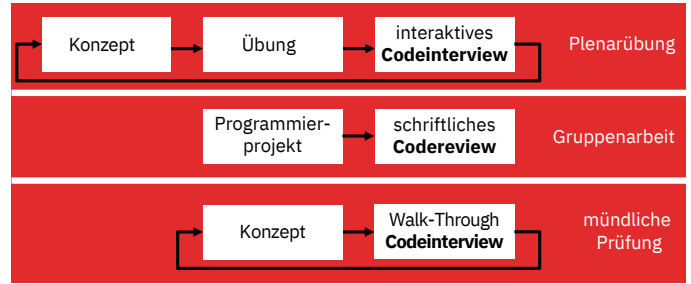 Konzept
Übung
interaktives
Codeinterview
Plenarübung
Programmier-
projekt
schriftliches
Codereview
Gruppenarbeit
Konzept
Walk-Through
Codeinterview
mündliche
Prüfung